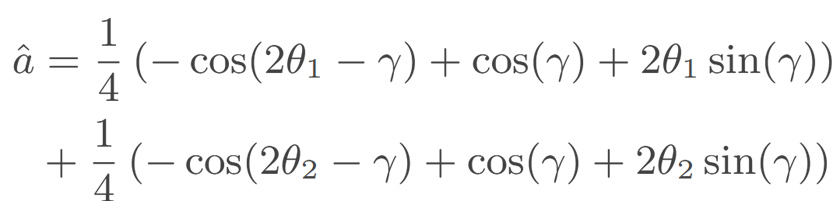 â = 1/4 (− cos(2θ₁ − γ) + cos(γ) + 2θ₁ sin(γ))
+ 1/4 (− cos(2θ₂ − γ) + cos(γ) + 2θ₂ sin(γ))